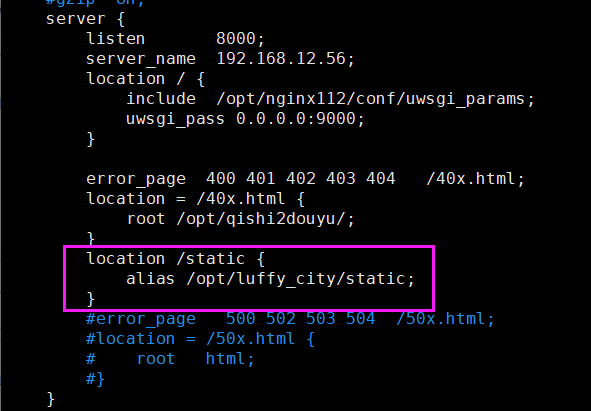 #gzip on;
server {
listen 8000;
server_name 192.168.12.56;
location / {
include /opt/nginx112/conf/uwsgi_params;
uwsgi_pass 0.0.0.0:9000;
}
error_page 400 401 402 403 404 /40x.html;
location = /40x.html {
root /opt/qishi2douyu/;
}
location /static {
alias /opt/luffy_city/static;
}
#error_page 500 502 503 504 /50x.html;
#location = /50x.html {
# root html;
#}
}